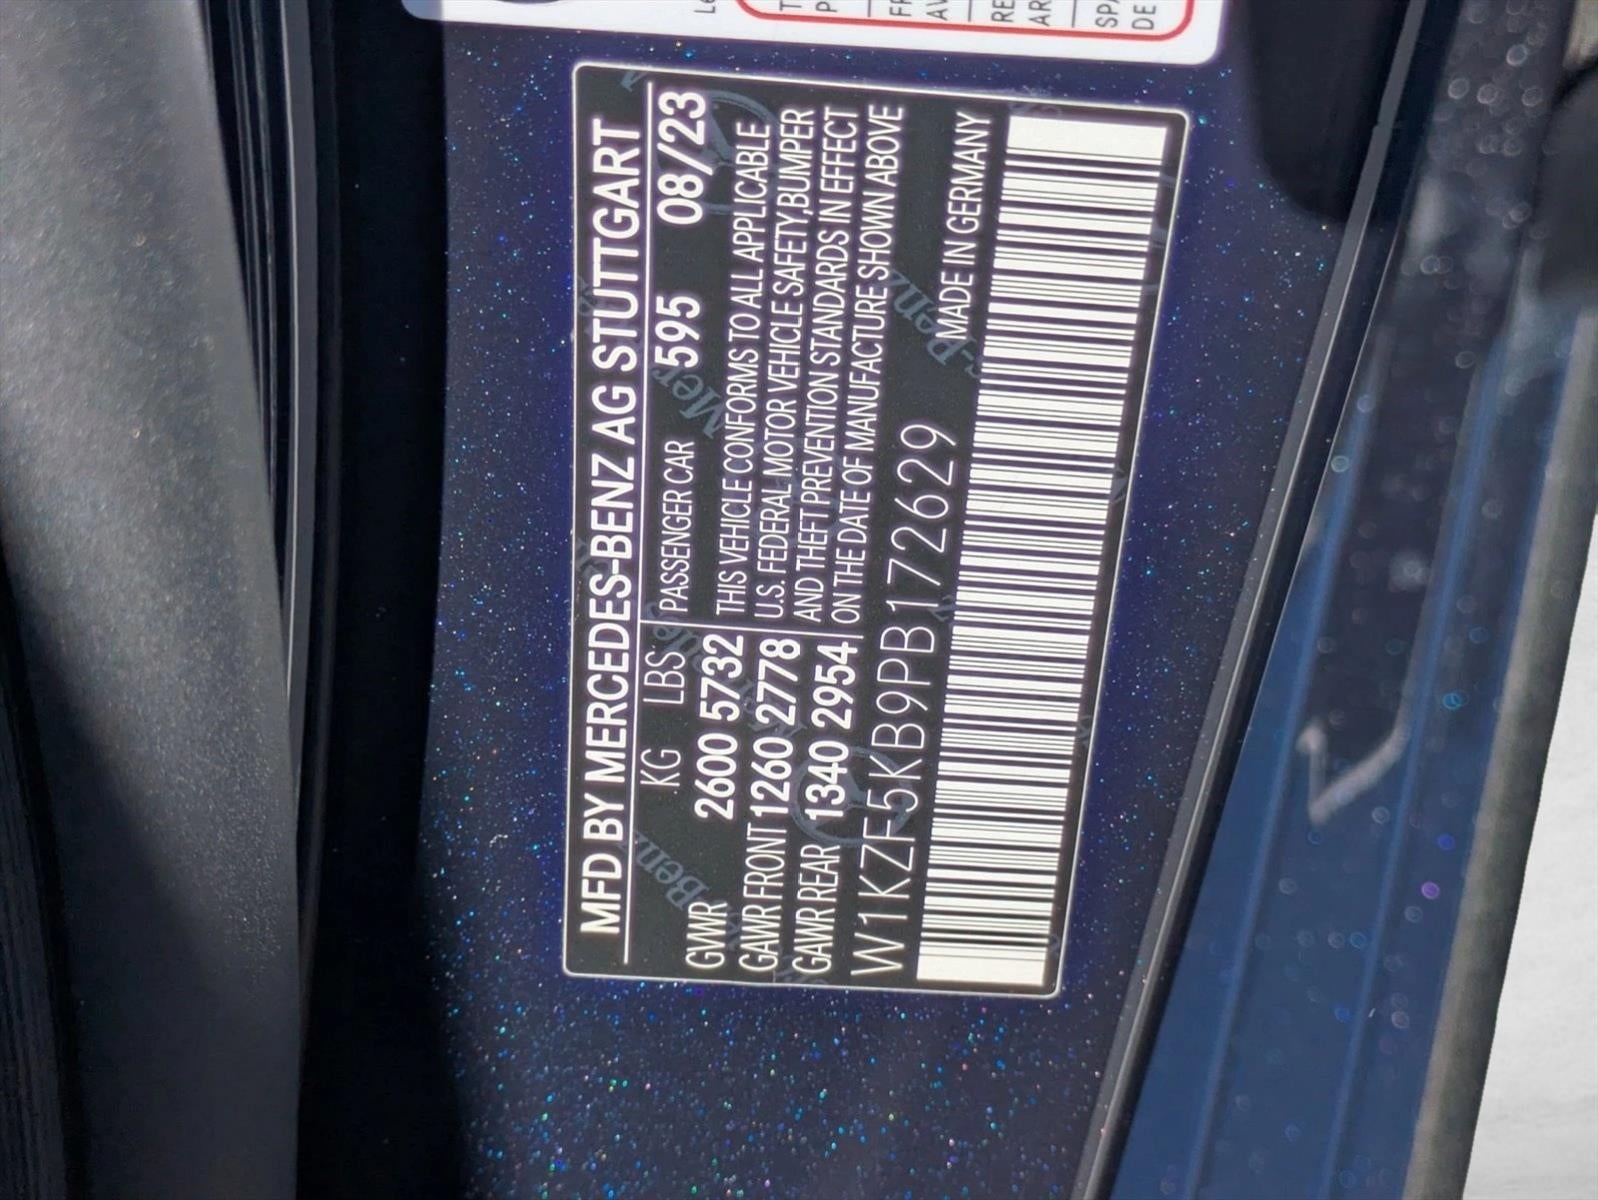 MFD BY MERCEDES-BENZ AG STUTTGART
KG LBS PASSENGER CAR 595 08/23
GVWR 2600 5732
GAWR FRONT 1260 2778
GAWR REAR 1340 2954
THIS VEHICLE CONFORMS TO ALL APPLICABLE
U.S. FEDERAL MOTOR VEHICLE SAFETY,BUMPER
AND THEFT PREVENTION STANDARDS IN EFFECT
ON THE DATE OF MANUFACTURE SHOWN ABOVE
W1KZF5KB9PB172629 MADE IN GERMANY